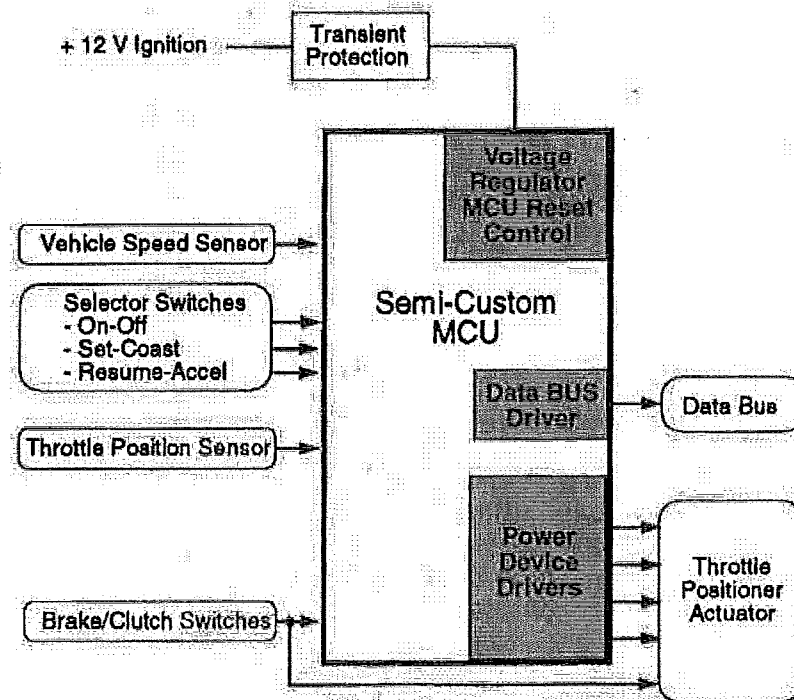 + 12 V Ignition
Transient
Protection
Voltage
Regulator
MCU Reset
Control
Vehicle Speed Sensor
Selector Switches
- On-Off
- Set-Coast
- Resume-Accel
Semi-Custom
MCU
Data BUS
Driver
Data Bus
Throttle Position Sensor
Power
Device
Drivers
Throttle
Positioner
Actuator
Brake/Clutch Switches